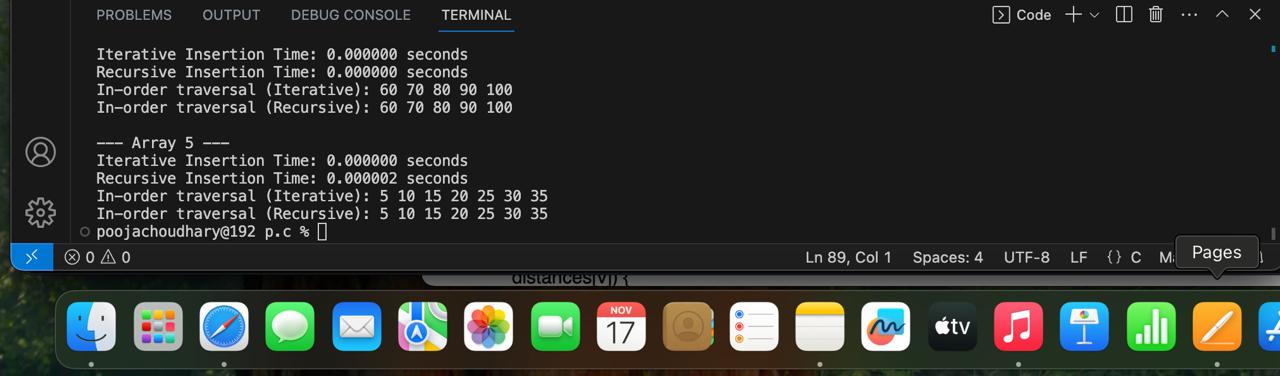 PROBLEMS OUTPUT DEBUG CONSOLE TERMINAL Code
Iterative Insertion Time: 0.000000 seconds
Recursive Insertion Time: 0.000000 seconds
In-order traversal (Iterative): 60 70 80 90 100
In-order traversal (Recursive): 60 70 80 90 100
--- Array 5 ---
Iterative Insertion Time: 0.000000 seconds
Recursive Insertion Time: 0.000002 seconds
In-order traversal (Iterative): 5 10 15 20 25 30 35
In-order traversal (Recursive): 5 10 15 20 25 30 35
poojachoudhary@192 p.c %
0 0 Ln 89, Col 1 Spaces: 4 UTF-8 LF {} C
Pages
distances[v]) {
NOV
17
tv